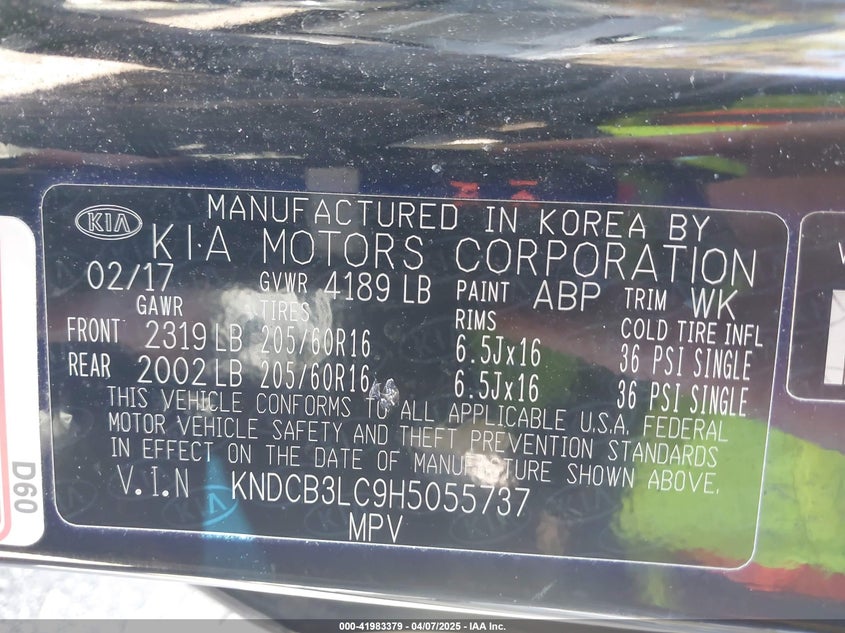 MANUFACTURED IN KOREA BY
KIA KIA MOTORS CORPORATION
02/17 GVWR 4189 LB PAINT ABP TRIM WK
GAWR TIRES RIMS COLD TIRE INFL
FRONT 2319 LB 205/60R16 6.5Jx16 36 PSI SINGLE
REAR 2002 LB 205/60R16 6.5Jx16 36 PSI SINGLE
THIS VEHICLE CONFORMS TO ALL APPLICABLE U.S.A. FEDERAL
MOTOR VEHICLE SAFETY AND THEFT PREVENTION STANDARDS
IN EFFECT ON THE DATE OF MANUFACTURE SHOWN ABOVE.
V.I.N KNDCB3LC9H5055737
MPV
D60
000-41983379 - 04/07/2025 - IAA Inc.